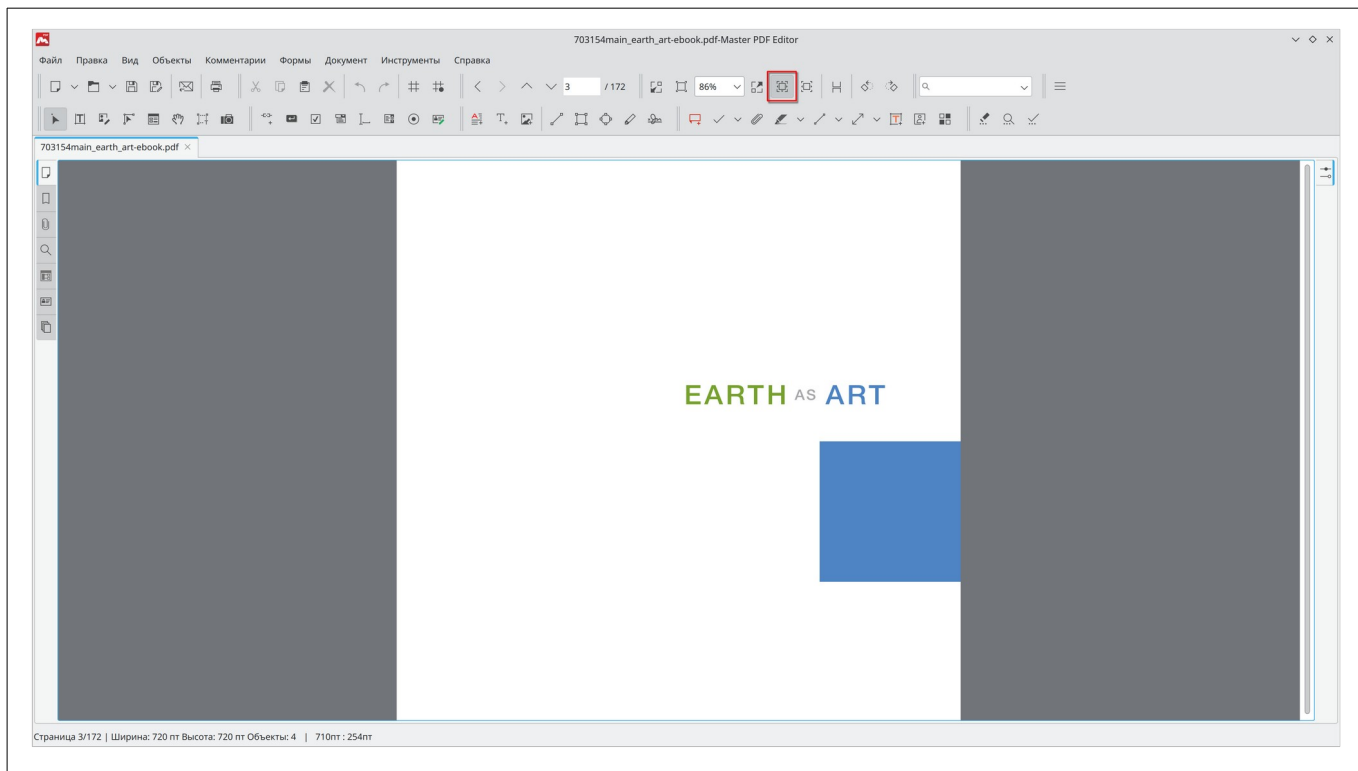 703154main_earth_art-ebook.pdf-Master PDF Editor
Файл Правка Вид Объекты Комментарии Формы Документ Инструменты Справка
3 / 172 86%
703154main_earth_art-ebook.pdf
EARTH AS ART
Страница 3/172 | Ширина: 720 пт Высота: 720 пт Объекты: 4 | 710пт : 254пт